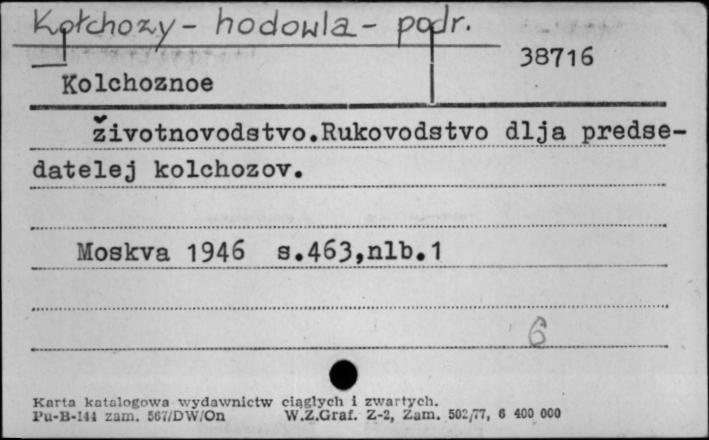 Kołchozy - hodowla - podr.
38716
Kolchoznoe
životnovodstvo.Rukovodstvo dlja predse-
datelej kolchozov.
Moskva 1946 s.463,nlb.1
6
Karta katalogowa wydawnictw ciągłych i zwartych.
Pu-B-144 zam. 567/DW/On W.Z.Graf. Z-2, Zam. 502/77, 6 400 000